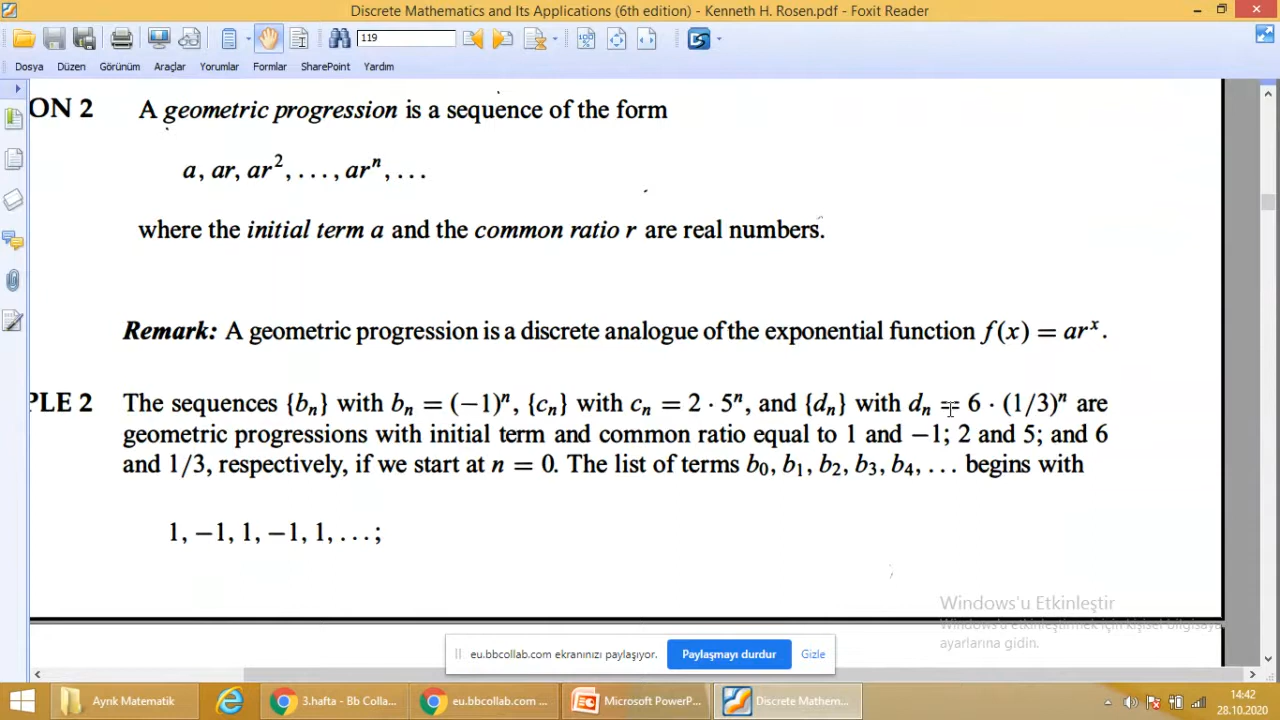 Discrete Mathematics and Its Applications (6th edition) - Kenneth H. Rosen.pdf - Foxit Reader
119
Dosya Düzen Görünüm Araçlar Yorumlar Formlar SharePoint Yardım
ON 2 A geometric progression is a sequence of the form
a, ar, ar², . . . , arⁿ, . . .
where the initial term a and the common ratio r are real numbers.
Remark: A geometric progression is a discrete analogue of the exponential function f(x) = arˣ.
PLE 2 The sequences {bₙ} with bₙ = (−1)ⁿ, {cₙ} with cₙ = 2 · 5ⁿ, and {dₙ} with dₙ = 6 · (1/3)ⁿ are
geometric progressions with initial term and common ratio equal to 1 and −1; 2 and 5; and 6
and 1/3, respectively, if we start at n = 0. The list of terms b₀, b₁, b₂, b₃, b₄, . . . begins with
1, −1, 1, −1, 1, . . . ;
Windows'u Etkinleştir
Windows'u etkinleştirmek için kişisel bilgisayar
ayarlarına gidin.
eu.bbcollab.com ekranınızı paylaşıyor. Paylaşmayı durdur Gizle
Ayrık Matematik 3.hafta - Bb Colla... eu.bbcollab.com ... Microsoft PowerP... Discrete Mathem... 14:42
28.10.2020